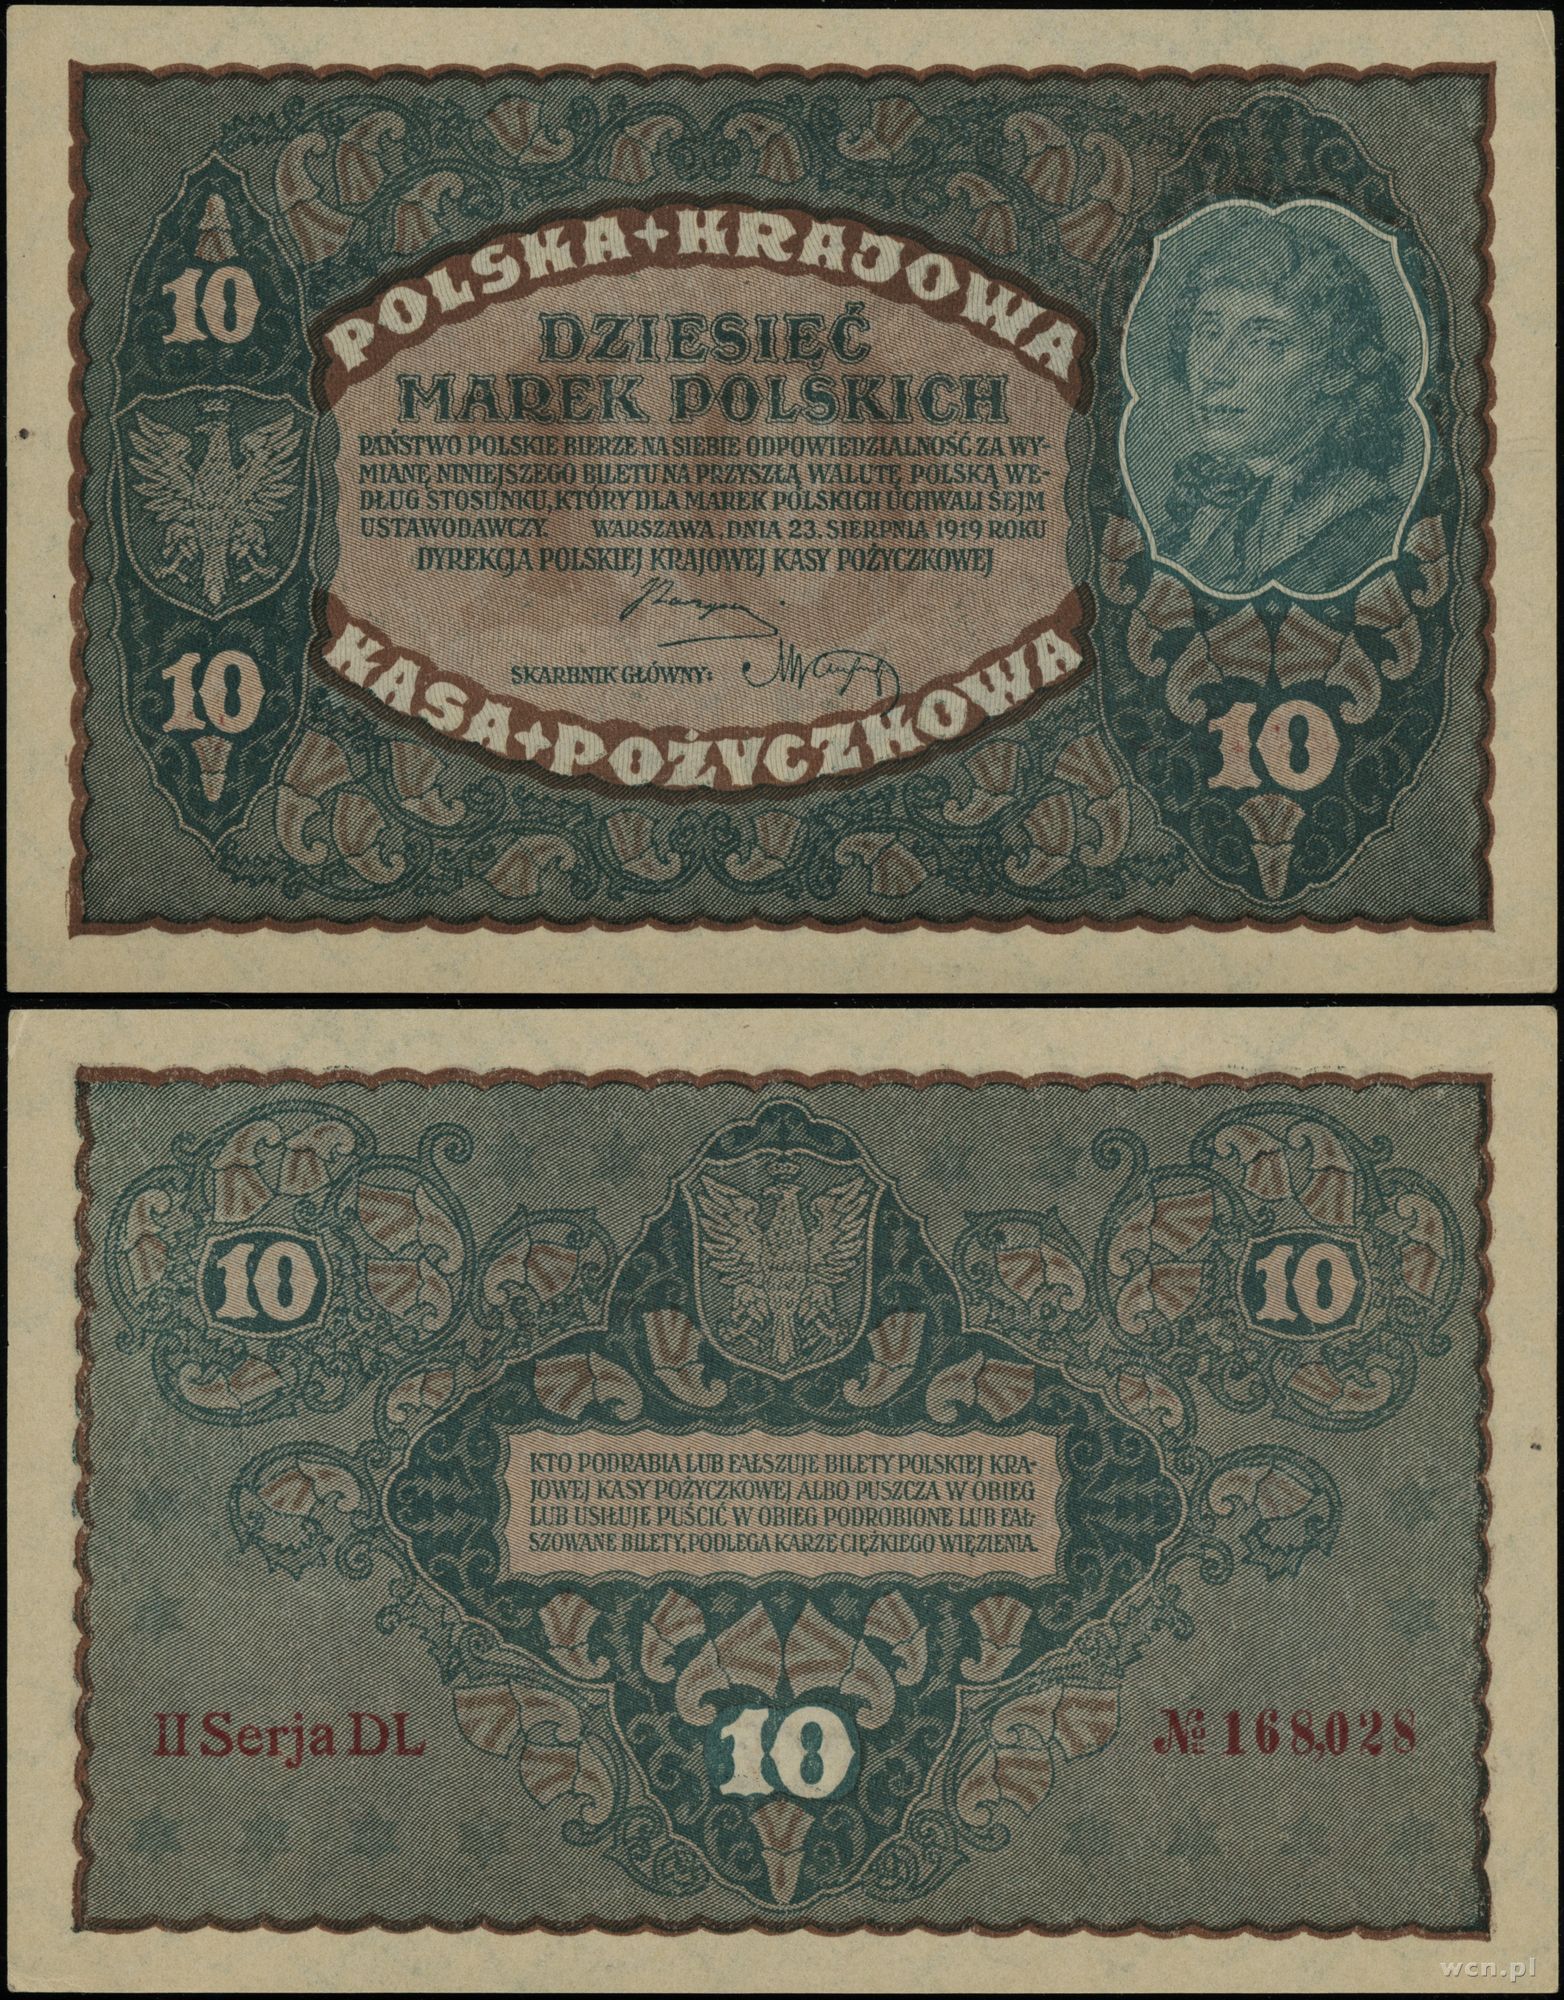 POLSKA+KRAJOWA
10
DZIESIĘĆ
MAREK POLSKICH
PAŃSTWO POLSKIE BIERZE NA SIEBIE ODPOWIEDZIALNOŚĆ ZA WY-
MIANĘ NINIEJSZEGO BILETU NA PRZYSZŁĄ WALUTĘ POLSKĄ WE-
DŁUG STOSUNKU, KTÓRY DLA MAREK POLSKICH UCHWALI SEJM
USTAWODAWCZY. WARSZAWA, DNIA 23. SIERPNIA 1919 ROKU
DYREKCJA POLSKIEJ KRAJOWEJ KASY POŻYCZKOWEJ
SKARBNIK GŁÓWNY:
10
10
KASA+POŻYCZKOWA
10
10
KTO PODRABIA LUB FAŁSZUJE BILETY POLSKIEJ KRA-
JOWEJ KASY POŻYCZKOWEJ ALBO PUSZCZA W OBIEG
LUB USIŁUJE PUŚCIĆ W OBIEG PODROBIONE LUB FAŁ-
SZOWANE BILETY, PODLEGA KARZE CIĘŻKIEGO WIĘZIENIA.
II Serja DL
10
№ 168,028
wcn.pl